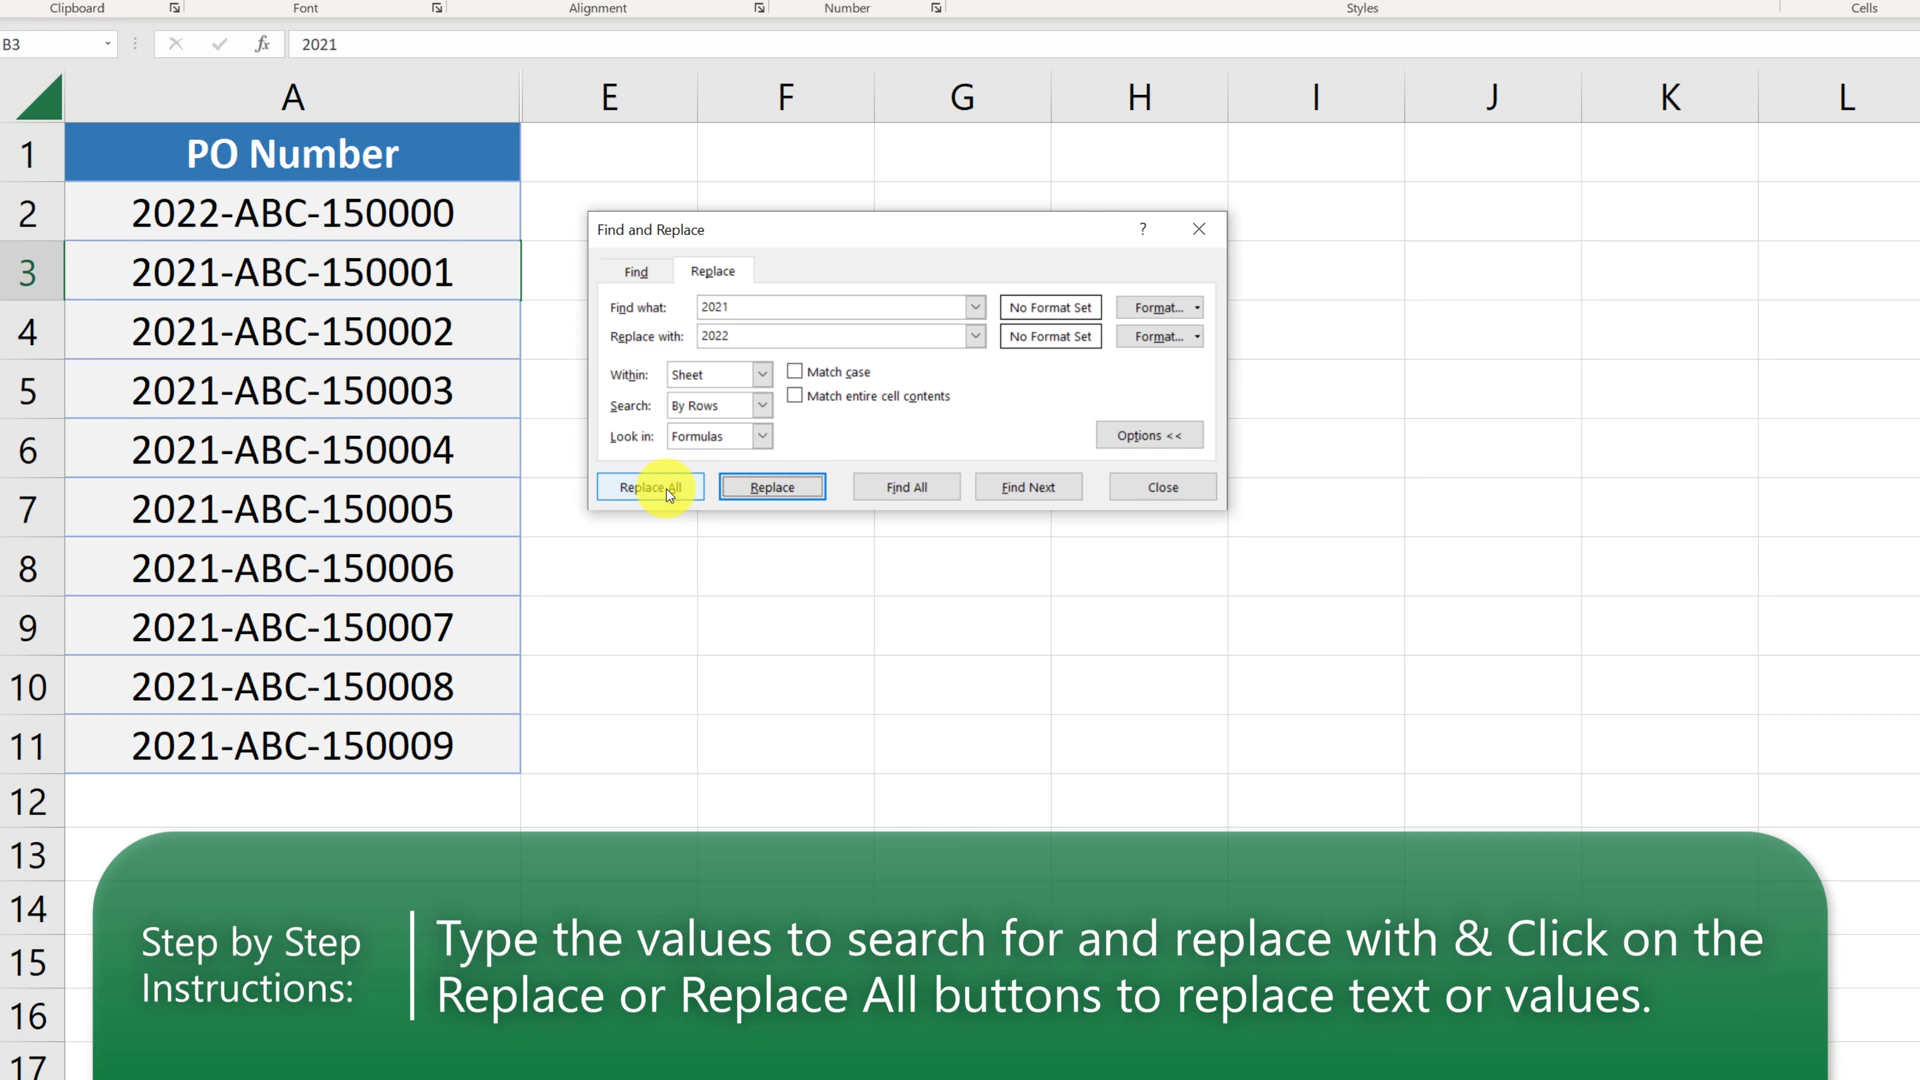 Clipboard Font Alignment Number Styles Cells
B3 fx 2021
A E F G H I J K L
1 PO Number
2 2022-ABC-150000
3 2021-ABC-150001
4 2021-ABC-150002
5 2021-ABC-150003
6 2021-ABC-150004
7 2021-ABC-150005
8 2021-ABC-150006
9 2021-ABC-150007
10 2021-ABC-150008
11 2021-ABC-150009
12
13
14
15
16
17
Find and Replace ?
Find Replace
Find what: 2021 No Format Set Format...
Replace with: 2022 No Format Set Format...
Within: Sheet Match case
Search: By Rows Match entire cell contents
Look in: Formulas Options <<
Replace All Replace Find All Find Next Close
Step by Step
Instructions:
Type the values to search for and replace with & Click on the
Replace or Replace All buttons to replace text or values.